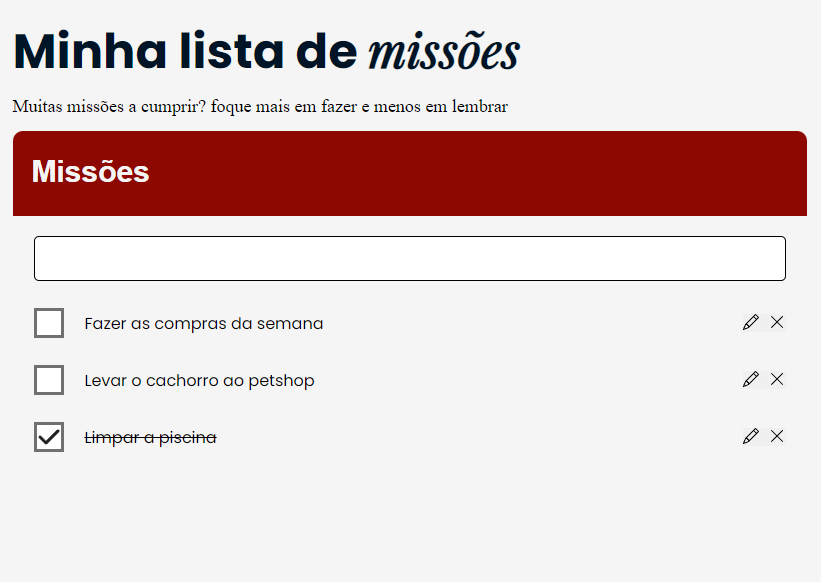 Minha lista de missões
Muitas missões a cumprir? foque mais em fazer e menos em lembrar
Missões
Fazer as compras da semana
Levar o cachorro ao petshop
Limpar a piscina